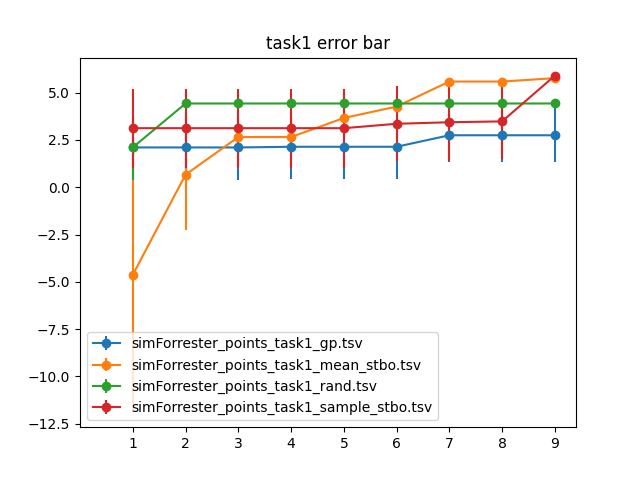 task1 error bar
5.0
2.5
0.0
−2.5
−5.0
−7.5
−10.0
−12.5
simForrester_points_task1_gp.tsv
simForrester_points_task1_mean_stbo.tsv
simForrester_points_task1_rand.tsv
simForrester_points_task1_sample_stbo.tsv
1 2 3 4 5 6 7 8 9